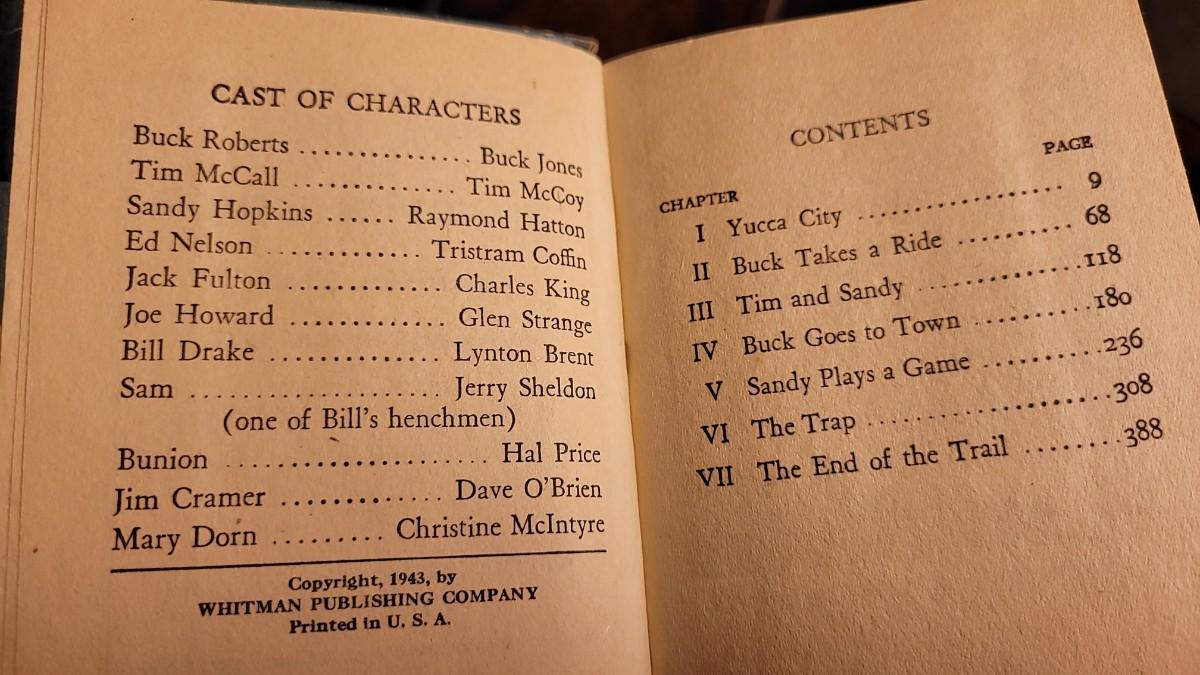 CAST OF CHARACTERS
Buck Roberts ............... Buck Jones
Tim McCall .............. Tim McCoy
Sandy Hopkins ...... Raymond Hatton
Ed Nelson ............. Tristram Coffin
Jack Fulton ............. Charles King
Joe Howard ............. Glen Strange
Bill Drake .............. Lynton Brent
Sam ..................... Jerry Sheldon
(one of Bill's henchmen)
Bunion ...................... Hal Price
Jim Cramer ............. Dave O'Brien
Mary Dorn ......... Christine McIntyre
Copyright, 1943, by
WHITMAN PUBLISHING COMPANY
Printed in U. S. A.
CONTENTS
CHAPTER PAGE
I Yucca City .................. 9
II Buck Takes a Ride .......... 68
III Tim and Sandy .............. 118
IV Buck Goes to Town .......... 180
V Sandy Plays a Game .......... 236
VI The Trap ..................... 308
VII The End of the Trail ........ 388